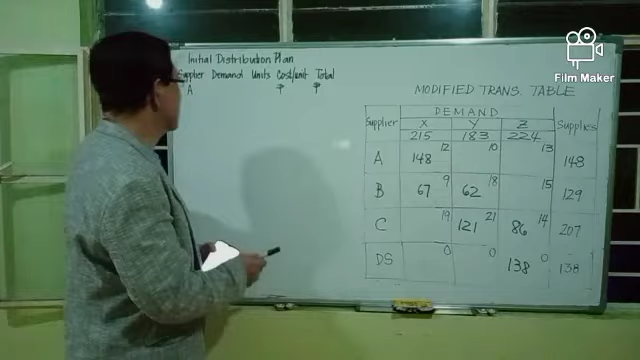 Film Maker
Initial Distribution Plan
Supplier Demand Units Cost/unit Total
A ₱ ₱
MODIFIED TRANS. TABLE
Supplier DEMAND Supplies
X Y Z
215 183 224
A 148 12 10 13 148
B 67 9 62 18 15 129
C 19 121 21 86 14 207
DS 0 0 138 0 138